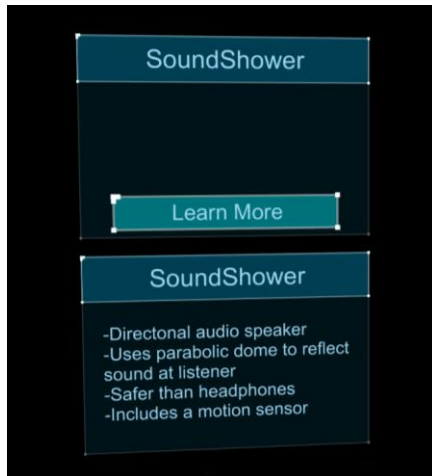 SoundShower
Learn More
SoundShower
-Directonal audio speaker
-Uses parabolic dome to reflect
sound at listener
-Safer than headphones
-Includes a motion sensor